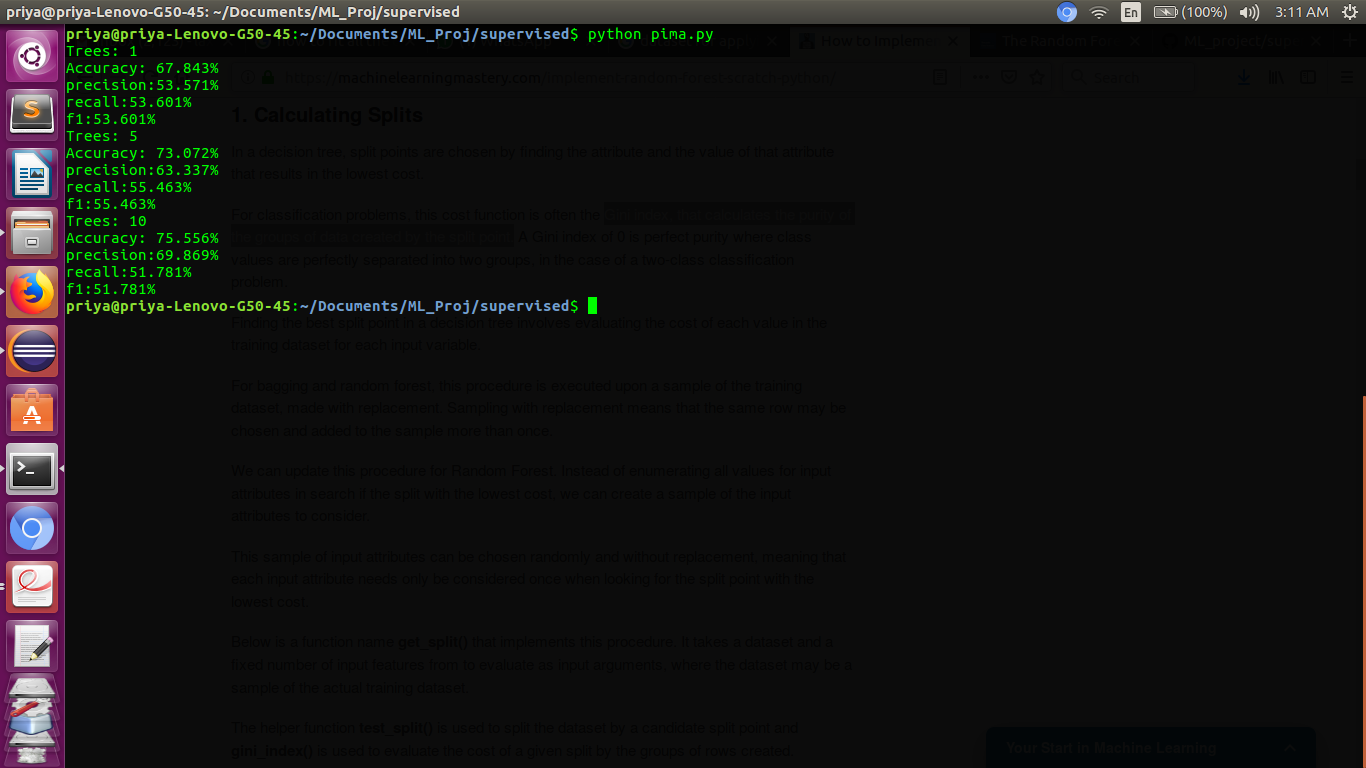 priya@priya-Lenovo-G50-45: ~/Documents/ML_Proj/supervised
En
(100%)
3:11 AM
priya@priya-Lenovo-G50-45:~/Documents/ML_Proj/supervised$ python pima.py
Trees: 1
Accuracy: 67.843%
precision:53.571%
recall:53.601%
f1:53.601%
Trees: 5
Accuracy: 73.072%
precision:63.337%
recall:55.463%
f1:55.463%
Trees: 10
Accuracy: 75.556%
precision:69.869%
recall:51.781%
f1:51.781%
priya@priya-Lenovo-G50-45:~/Documents/ML_Proj/supervised$
How to Implemen
The Random Fores
ML_project/supe
Search
1. Calculating Splits
In a decision tree, split points are chosen by finding the attribute and the value of that attribute
that results in the lowest cost.
For classification problems, this cost function is often the
A Gini index of 0 is perfect purity where class
values are perfectly separated into two groups, in the case of a two-class classification
problem.
Finding the best split point in a decision tree involves evaluating the cost of each value in the
training dataset for each input variable.
For bagging and random forest, this procedure is executed upon a sample of the training
dataset, made with replacement. Sampling with replacement means that the same row may be
chosen and added to the sample more than once.
We can update this procedure for Random Forest. Instead of enumerating all values for input
attributes in search if the split with the lowest cost, we can create a sample of the input
attributes to consider.
This sample of input attributes can be chosen randomly and without replacement, meaning that
each input attribute needs only be considered once when looking for the split point with the
lowest cost.
Below is a function name get_split() that implements this procedure. It takes a dataset and a
fixed number of input features from to evaluate as input arguments, where the dataset may be a
sample of the actual training dataset.
The helper function test_split() is used to split the dataset by a candidate split point and
gini_index() is used to evaluate the cost of a given split by the groups of rows created.
Your Start in Machine Learning